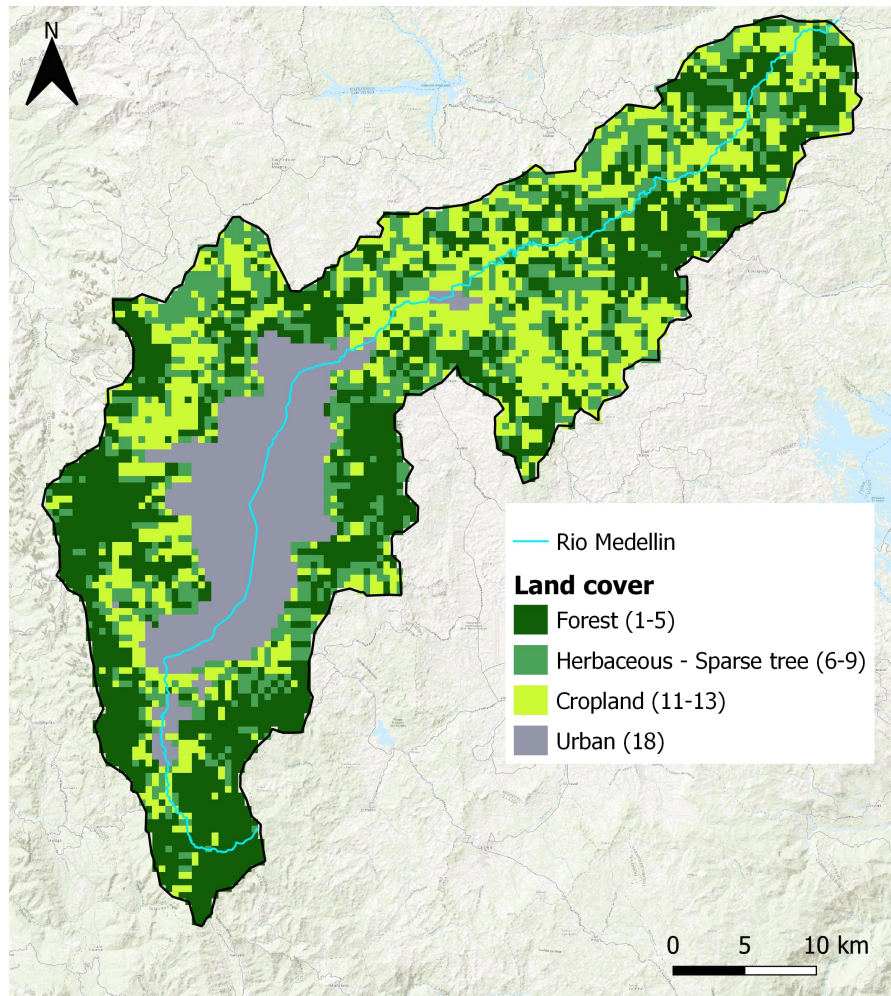 N
Rio Medellin
Land cover
Forest (1-5)
Herbaceous - Sparse tree (6-9)
Cropland (11-13)
Urban (18)
0 5 10 km